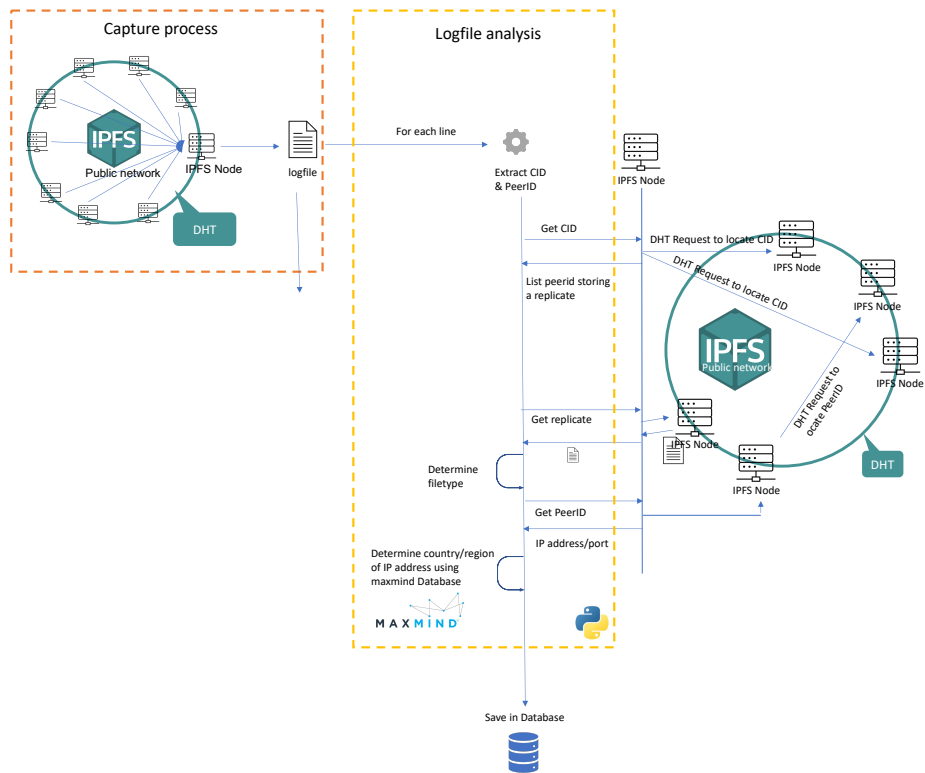 Capture process
Logfile analysis
IPFS
Public network
IPFS Node
logfile
DHT
For each line
Extract CID
& PeerID
IPFS Node
Get CID
DHT Request to locate CID
IPFS Node
List peerid storing
a replicate
DHT Request to locate CID
IPFS Node
IPFS
Public network
IPFS Node
DHT Request to
ocate PeerID
Get replicate
IPFS Node
DHT
Determine
filetype
IPFS Node
Get PeerID
IP address/port
Determine country/region
of IP address using
maxmind Database
MAXMIND
Save in Database